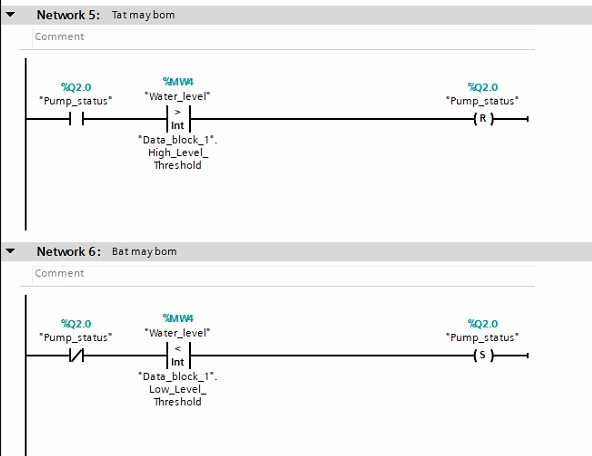 Network 5: Tat may bom
Comment
%Q2.0
"Pump_status"
%MW4
"Water_level"
>
Int
"Data_block_1".
High_Level_
Threshold
%Q2.0
"Pump_status"
R
Network 6: Bat may bom
Comment
%Q2.0
"Pump_status"
%MW4
"Water_level"
<
Int
"Data_block_1".
Low_Level_
Threshold
%Q2.0
"Pump_status"
S